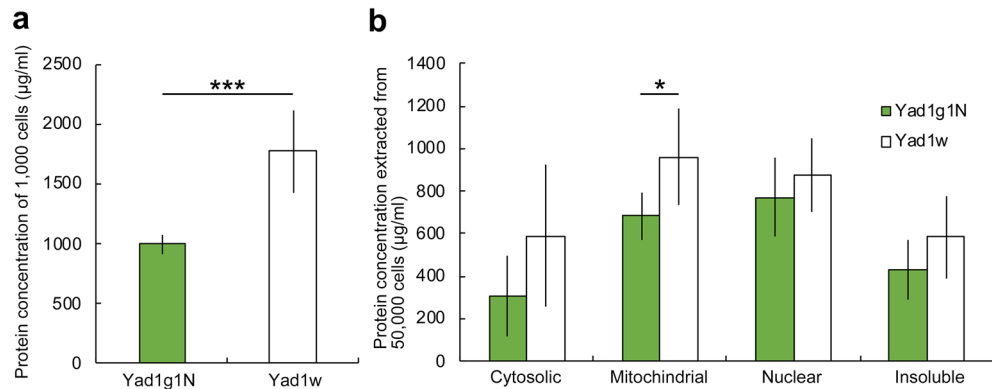 a
Protein concentration of 1,000 cells (μg/ml)
2500
2000
1500
1000
500
0
***
Yad1g1N
Yad1w
b
Protein concentration extracted from
50,000 cells (μg/ml)
1400
1200
1000
800
600
400
200
0
*
Yad1g1N
Yad1w
Cytosolic
Mitochindrial
Nuclear
Insoluble